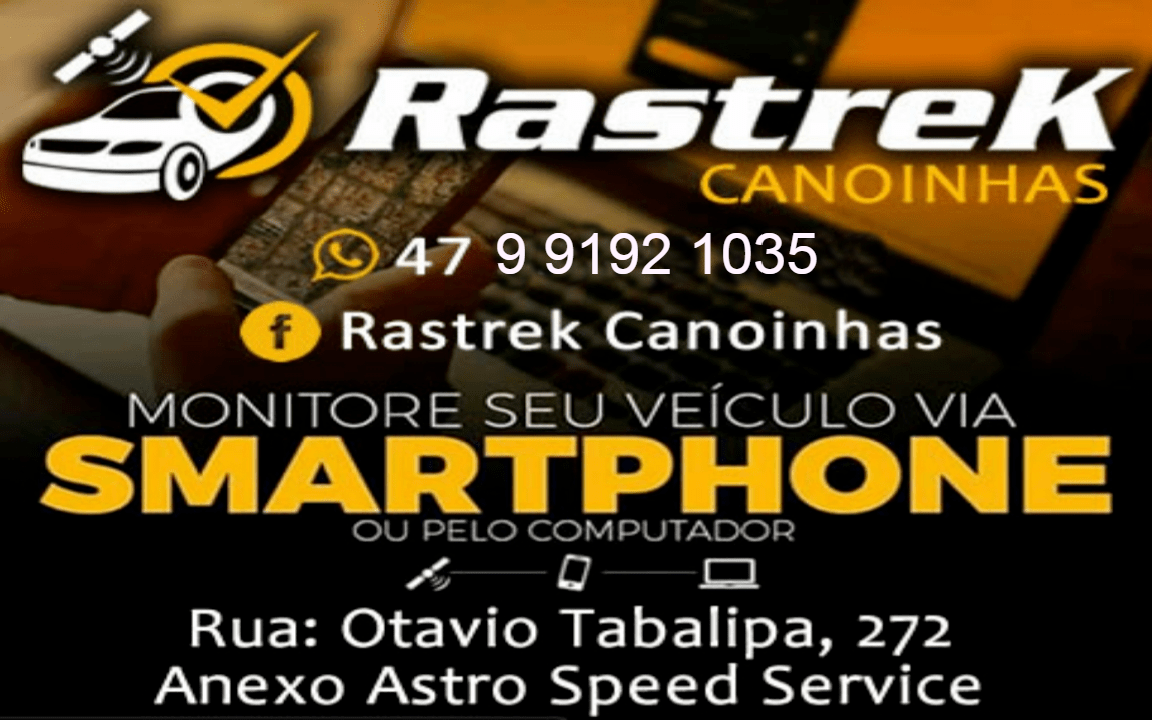 RastreK
CANOINHAS
47 9 9192 1035
f Rastrek Canoinhas
MONITORE SEU VEÍCULO VIA
SMARTPHONE
OU PELO COMPUTADOR
Rua: Otavio Tabalipa, 272
Anexo Astro Speed Service